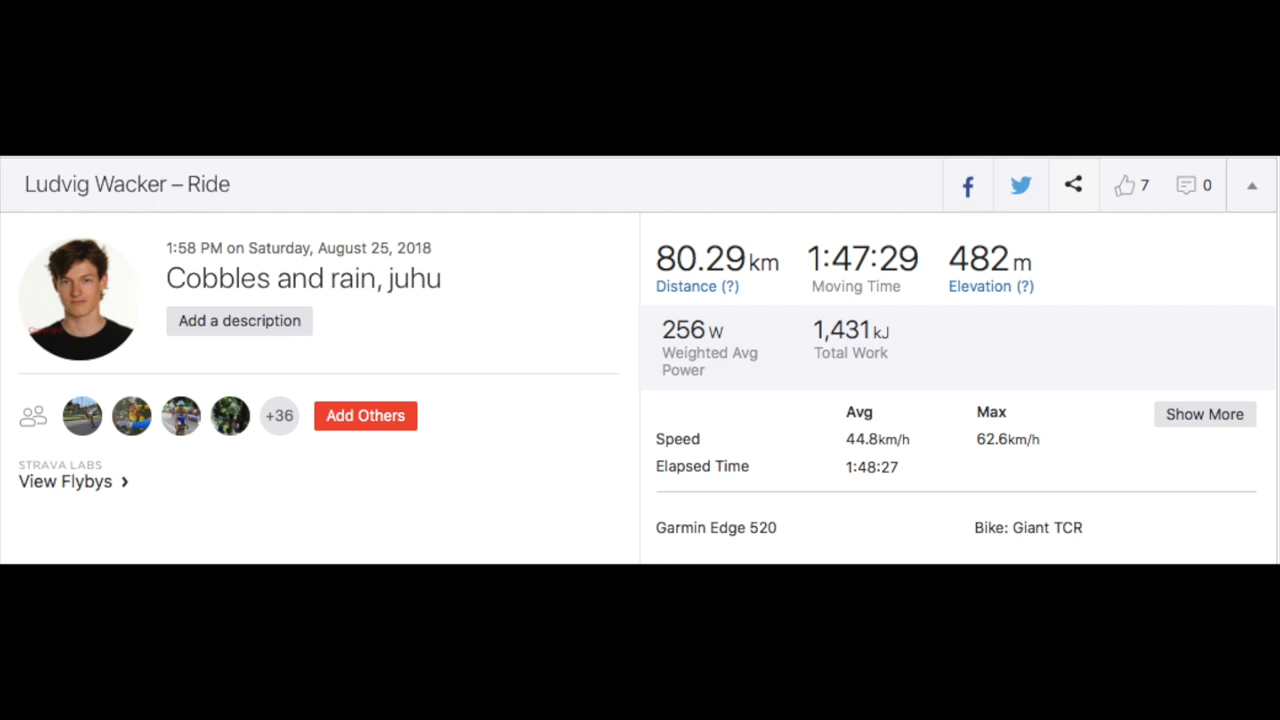 Ludvig Wacker – Ride
7
0
1:58 PM on Saturday, August 25, 2018
Cobbles and rain, juhu
Add a description
+36
Add Others
STRAVA LABS
View Flybys
80.29km 1:47:29 482m
Distance (?) Moving Time Elevation (?)
256W 1,431kJ
Weighted Avg Total Work
Power
Avg Max Show More
Speed 44.8km/h 62.6km/h
Elapsed Time 1:48:27
Garmin Edge 520 Bike: Giant TCR